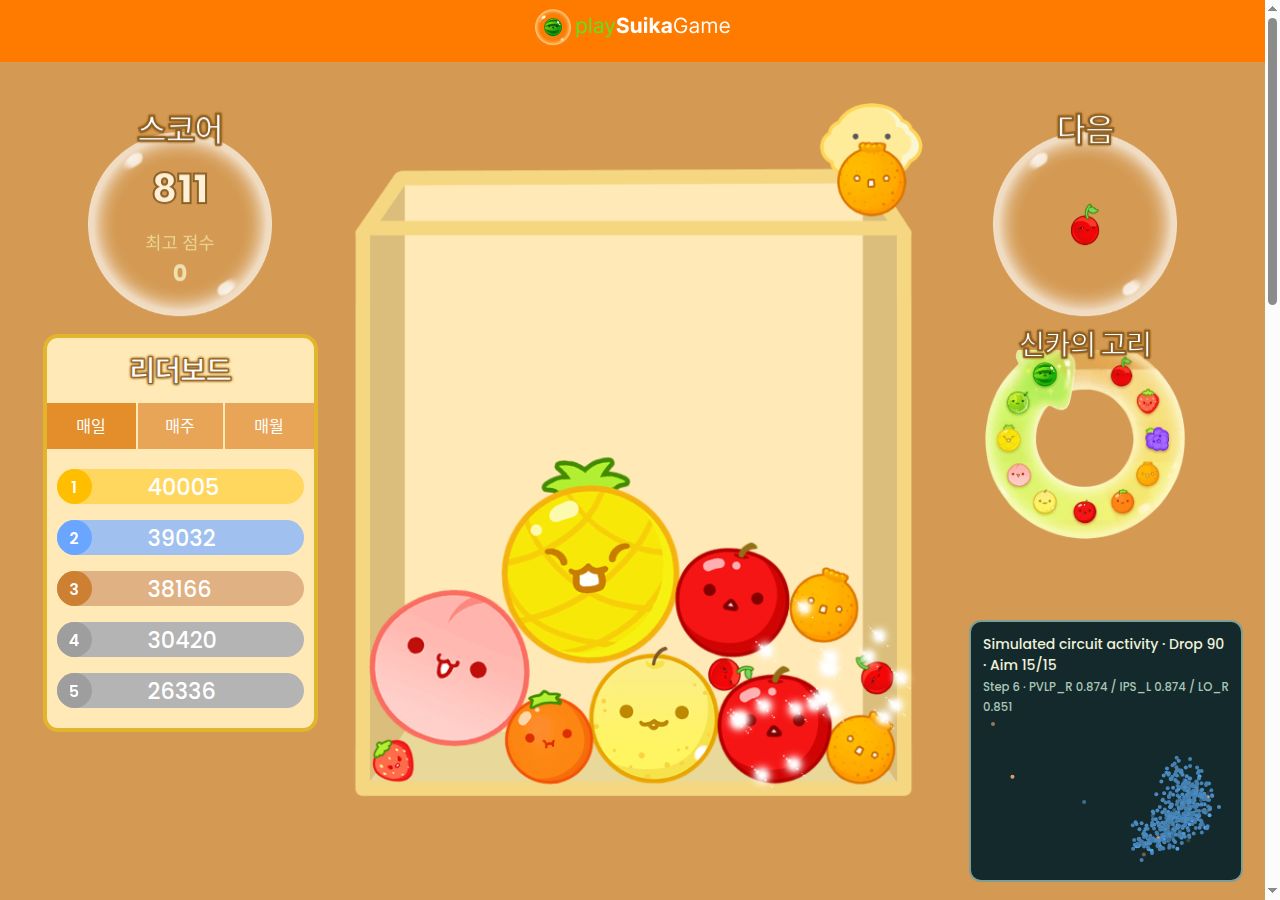 playSuikaGame
스코어
811
최고 점수
0
리더보드
매일 매주 매월
1 40005
2 39032
3 38166
4 30420
5 26336
다음
신카의 고리
Simulated circuit activity · Drop 90
· Aim 15/15
Step 6 · PVLP_R 0.874 / IPS_L 0.874 / LO_R
0.851